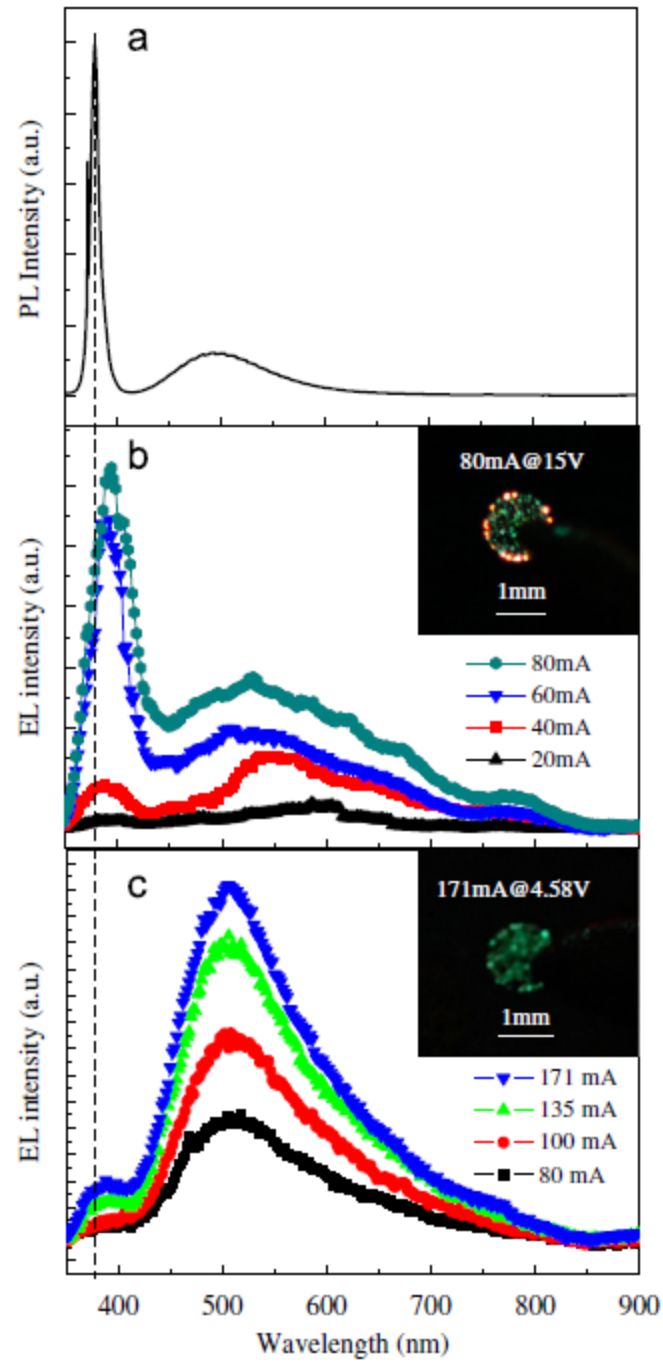 a
PL Intensity (a.u.)
b
80mA@15V
1mm
EL intensity (a.u.)
80mA
60mA
40mA
20mA
c
171mA@4.58V
1mm
EL intensity (a.u.)
171 mA
135 mA
100 mA
80 mA
400 500 600 700 800 900
Wavelength (nm)